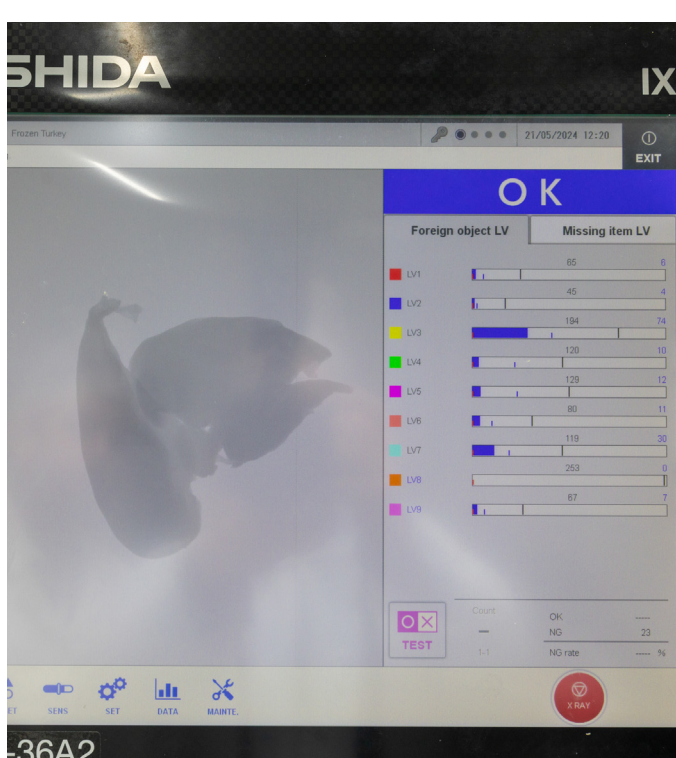 SHIDA
IX
Frozen Turkey
21/05/2024 12:20
EXIT
OK
Foreign object LV
Missing item LV
65 6
LV1
45 4
LV2
194 74
LV3
120 10
LV4
129 12
LV5
80 11
LV6
119 30
LV7
253 0
LV8
67 7
LV9
Count
OK -----
TEST
NG 23
1-1
NG rate ----- %
SENS
SET
DATA
MAINTE.
X RAY
-36A2